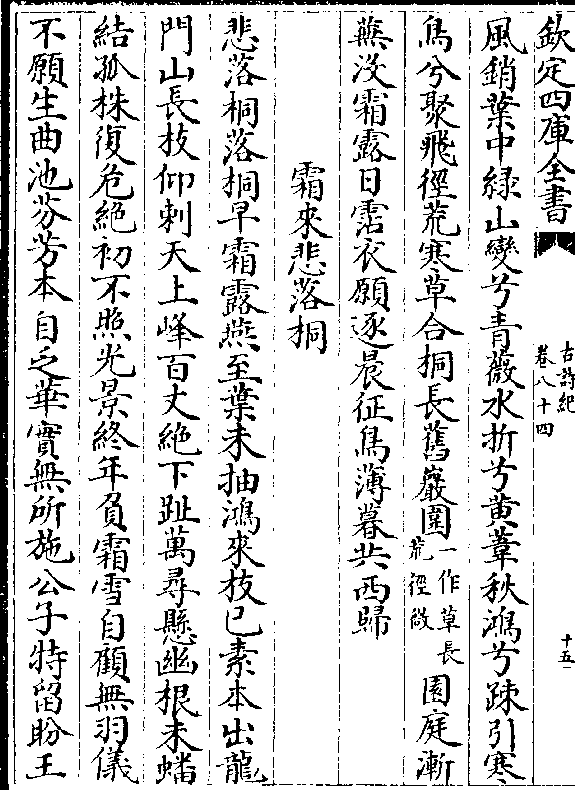 欽定四庫全書
古詩紀
卷八十四
十五
風銷葉中綠山變兮青薇水折兮黄葦秋鴻兮疎引寒
鳥兮聚飛徑荒寒草合桐長舊巖圍一作草長荒徑微園庭漸
蕪沒霜露日霑衣願逐晨征鳥薄暮共西歸
霜來悲落桐
悲落桐落桐早霜露燕至葉未抽鴻來枝已素本出龍
門山長枝仰刺天上峰百丈絕下趾萬尋懸幽根未蟠
結孤株復危絕初不照光景終年負霜雪自顧無羽儀
不願生曲池芬芳本自乏華實無所施公子特留盼王